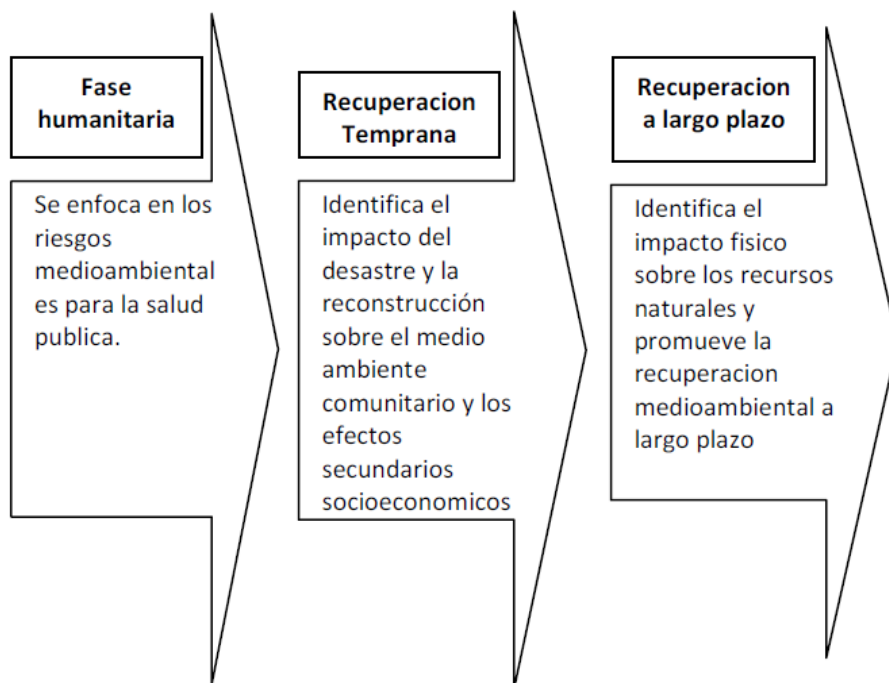 Fase
humanitaria
Se enfoca en los
riesgos
medioambiental
es para la salud
publica.
Recuperacion
Temprana
Identifica el
impacto del
desastre y la
reconstrucción
sobre el medio
ambiente
comunitario y los
efectos
secundarios
socioeconomicos
Recuperacion
a largo plazo
Identifica el
impacto fisico
sobre los recursos
naturales y
promueve la
recuperacion
medioambiental a
largo plazo